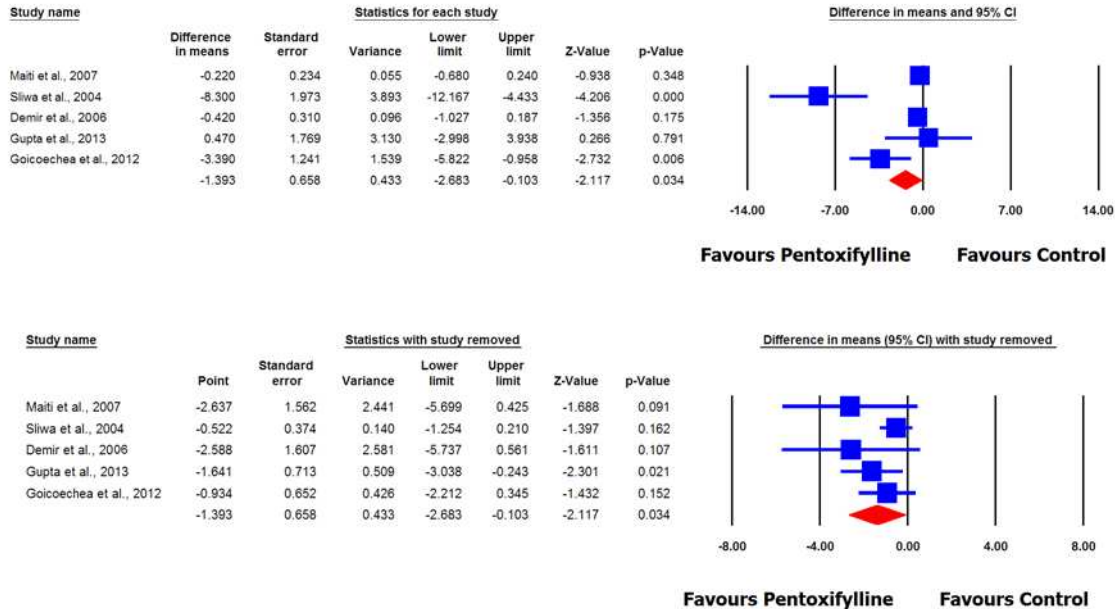 Study name Statistics for each study Difference in means and 95% CI
Difference in means Standard error Variance Lower limit Upper limit Z-Value p-Value
Maiti et al., 2007 -0.220 0.234 0.055 -0.680 0.240 -0.938 0.348
Sliwa et al., 2004 -8.300 1.973 3.893 -12.167 -4.433 -4.206 0.000
Demir et al., 2006 -0.420 0.310 0.096 -1.027 0.187 -1.356 0.175
Gupta et al., 2013 0.470 1.769 3.130 -2.998 3.938 0.266 0.791
Goicoechea et al., 2012 -3.390 1.241 1.539 -5.822 -0.958 -2.732 0.006
-1.393 0.658 0.433 -2.683 -0.103 -2.117 0.034
-14.00 -7.00 0.00 7.00 14.00
Favours Pentoxifylline Favours Control
Study name Statistics with study removed Difference in means (95% CI) with study removed
Point Standard error Variance Lower limit Upper limit Z-Value p-Value
Maiti et al., 2007 -2.637 1.562 2.441 -5.699 0.425 -1.688 0.091
Sliwa et al., 2004 -0.522 0.374 0.140 -1.254 0.210 -1.397 0.162
Demir et al., 2006 -2.588 1.607 2.581 -5.737 0.561 -1.611 0.107
Gupta et al., 2013 -1.641 0.713 0.509 -3.038 -0.243 -2.301 0.021
Goicoechea et al., 2012 -0.934 0.652 0.426 -2.212 0.345 -1.432 0.152
-1.393 0.658 0.433 -2.683 -0.103 -2.117 0.034
-8.00 -4.00 0.00 4.00 8.00
Favours Pentoxifylline Favours Control